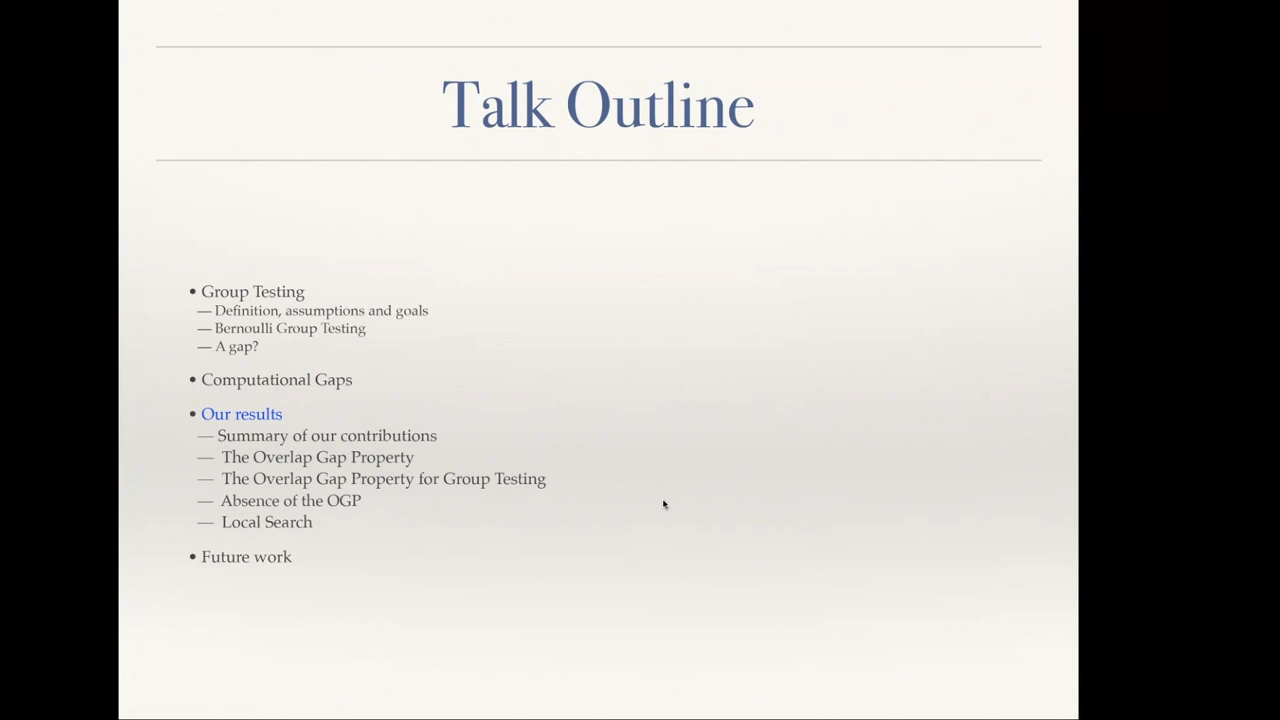 Talk Outline
• Group Testing
— Definition, assumptions and goals
— Bernoulli Group Testing
— A gap?
• Computational Gaps
• Our results
— Summary of our contributions
— The Overlap Gap Property
— The Overlap Gap Property for Group Testing
— Absence of the OGP
— Local Search
• Future work